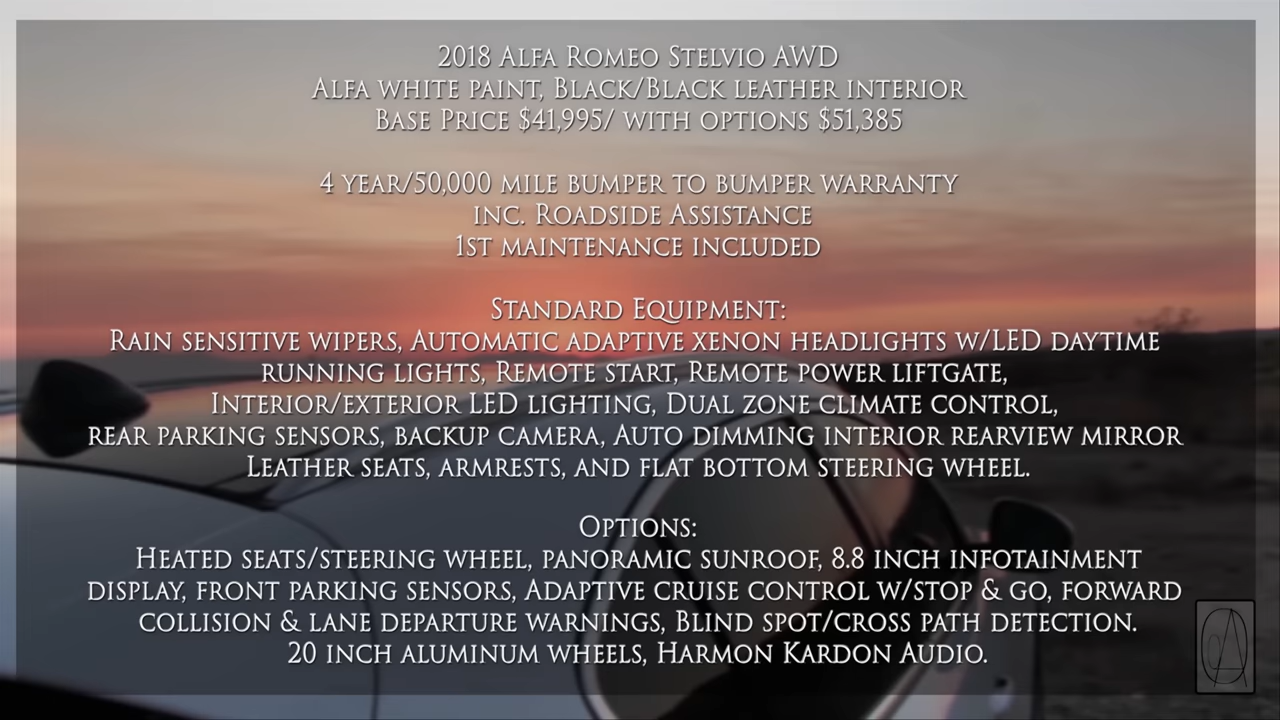 2018 Alfa Romeo Stelvio AWD
Alfa white paint, Black/Black leather interior
Base Price $41,995/ with options $51,385
4 year/50,000 mile bumper to bumper warranty
inc. Roadside Assistance
1st maintenance included
Standard Equipment:
Rain sensitive wipers, Automatic adaptive xenon headlights w/LED daytime
running lights, Remote start, Remote power liftgate,
Interior/exterior LED lighting, Dual zone climate control,
rear parking sensors, backup camera, Auto dimming interior rearview mirror
Leather seats, armrests, and flat bottom steering wheel.
Options:
Heated seats/steering wheel, panoramic sunroof, 8.8 inch infotainment
display, front parking sensors, Adaptive cruise control w/stop & go, forward
collision & lane departure warnings, Blind spot/cross path detection.
20 inch aluminum wheels, Harmon Kardon Audio.